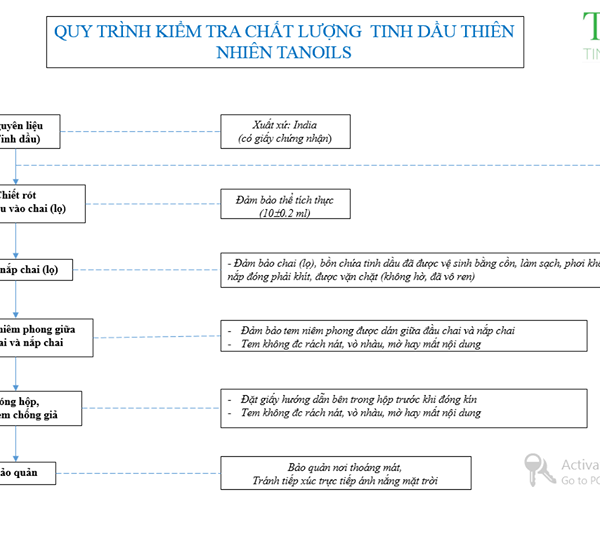 QUY TRÌNH KIỂM TRA CHẤT LƯỢNG TINH DẦU THIÊN
NHIÊN TANOILS
T
TIN
guyên liệu
Tinh dầu)
Xuất xứ: India
(có giấy chứng nhận)
Chiết rót
u vào chai (lọ)
Đảm bảo thể tích thực
(10±0.2 ml)
nắp chai (lọ)
- Đảm bảo chai (lọ), bồn chứa tinh dầu đã được vệ sinh bằng cồn, làm sạch, phơi khô
nắp đóng phải khít, được vặn chặt (không hờ, đã vô ren)
niêm phong giữa
ai và nắp chai
- Đảm bảo tem niêm phong được dán giữa đầu chai và nắp chai
- Tem không đc rách nát, vò nhàu, mờ hay mất nội dung
óng hộp,
em chống giả
- Đặt giấy hướng dẫn bên trong hộp trước khi đóng kín
- Tem không đc rách nát, vò nhàu, mờ hay mất nội dung
ảo quản
Bảo quản nơi thoáng mát,
Tránh tiếp xúc trực tiếp ánh nắng mặt trời
Activa
Go to PC